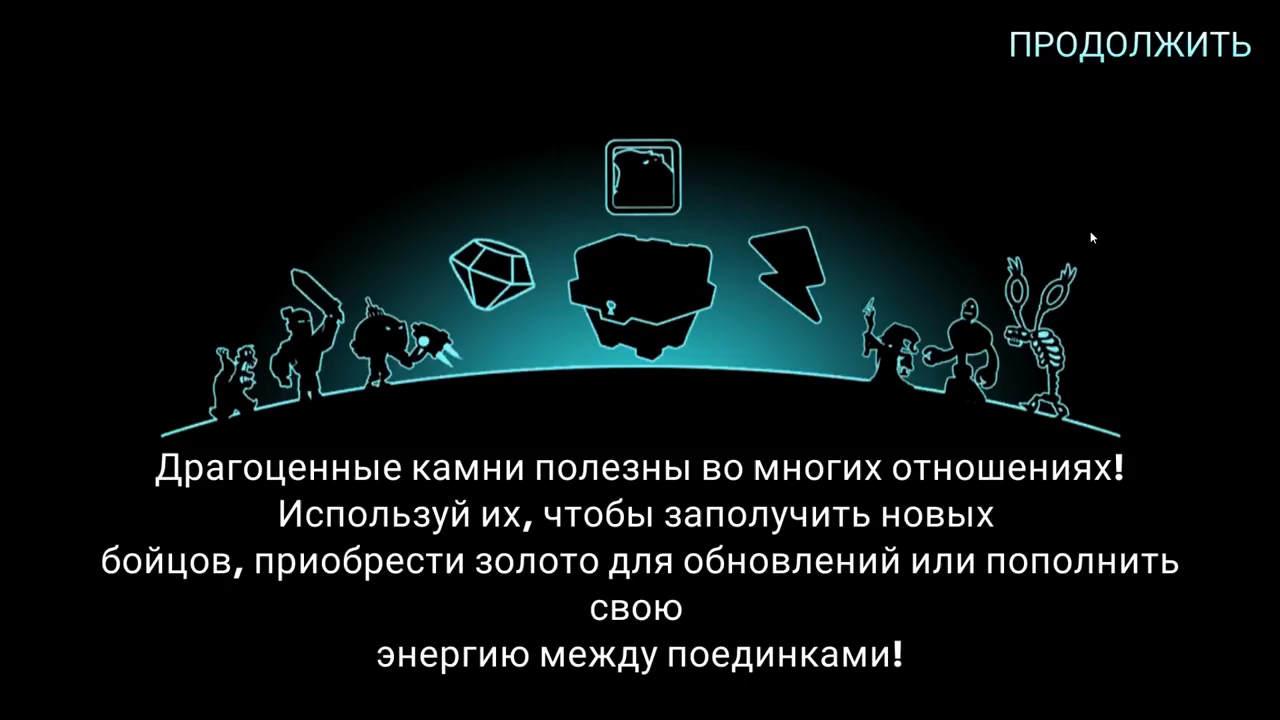 ПРОДОЛЖИТЬ
Драгоценные камни полезны во многих отношениях!
Используй их, чтобы заполучить новых
бойцов, приобрести золото для обновлений или пополнить
свою
энергию между поединками!